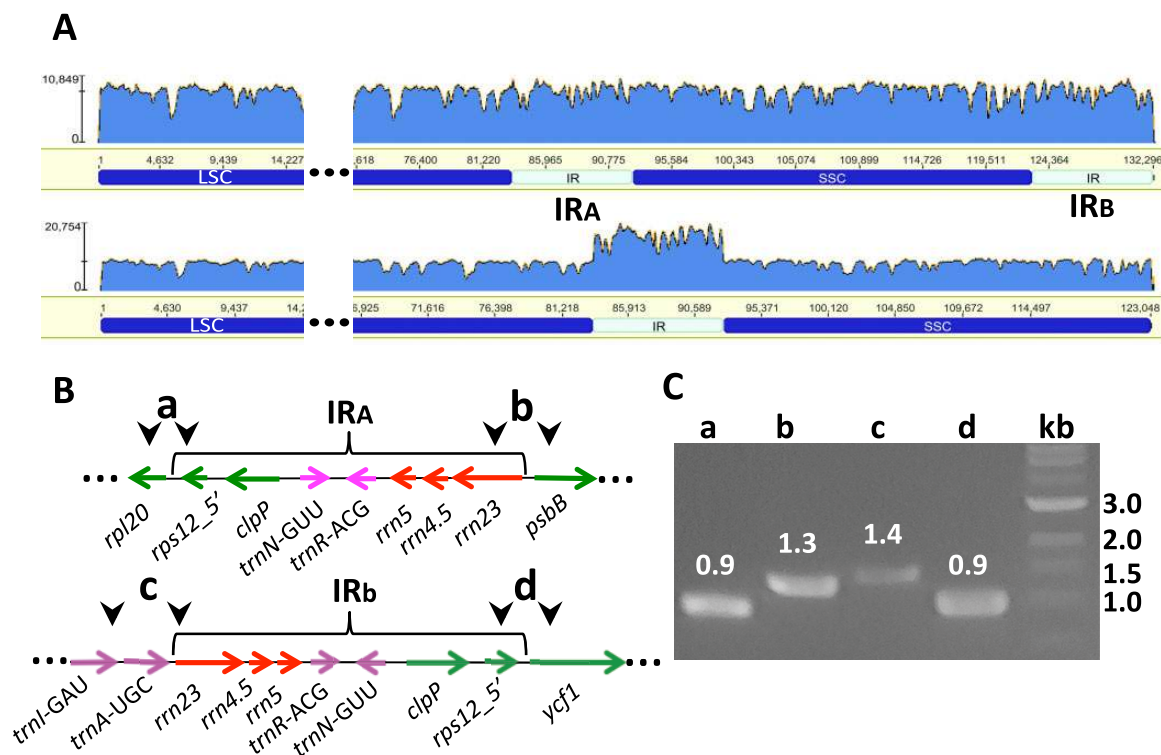 A
10,849
0
1 4,632 9,439 14,227 ,618 76,400 81,220 85,965 90,775 95,584 100,343 105,074 109,899 114,726 119,511 124,364 132,296
LSC IR SSC IR
IRA IRB
20,754
0
1 4,630 9,437 14,2 5,925 71,616 76,398 81,218 85,913 90,589 95,371 100,120 104,850 109,672 114,497 123,048
LSC IR SSC
B
a IRA b
rpl20 rps12_5' clpP trnN-GUU trnR-ACG rrn5 rrn4.5 rrn23 psbB
c IRb d
trnI-GAU trnA-UGC rrn23 rrn4.5 rrn5 trnR-ACG trnN-GUU clpP rps12_5' ycf1
C
a b c d kb
3.0
2.0
1.5
1.0
0.9 1.3 1.4 0.9